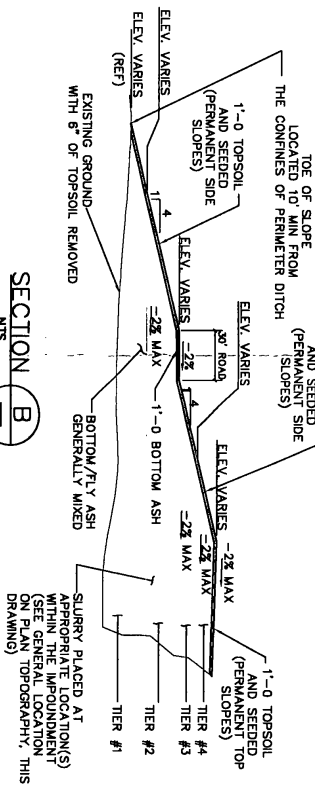 ELEV. VARIES
ELEV. VARIES
(REF)
EXISTING GROUND
WITH 6" OF TOPSOIL REMOVED
TOE OF SLOPE
LOCATED 10' MIN FROM
THE CONFINES OF PERIMETER DITCH
1'-0 TOPSOIL
AND SEEDED
(PERMANENT SIDE
SLOPES)
1
4
ELEV. VARIES
-2%
30' ROAD
ELEV. VARIES
AND SEEDED
(PERMANENT SIDE
SLOPES)
4
-2% MAX
1'-0 BOTTOM ASH
BOTTOM/FLY ASH
GENERALLY MIXED
ELEV. VARIES
-2% MAX
-2% MAX
-2% MAX
1'-0 TOPSOIL
AND SEEDED
(PERMANENT TOP
SLOPES)
TIER #4
TIER #3
TIER #2
TIER #1
SLURRY PLACED AT
APPROPRIATE LOCATION(S)
WITHIN THE IMPOUNDMENT
(SEE GENERAL LOCATION
ON PLAN TOPOGRAPHY, THIS
DRAWING)
SECTION B
NTS